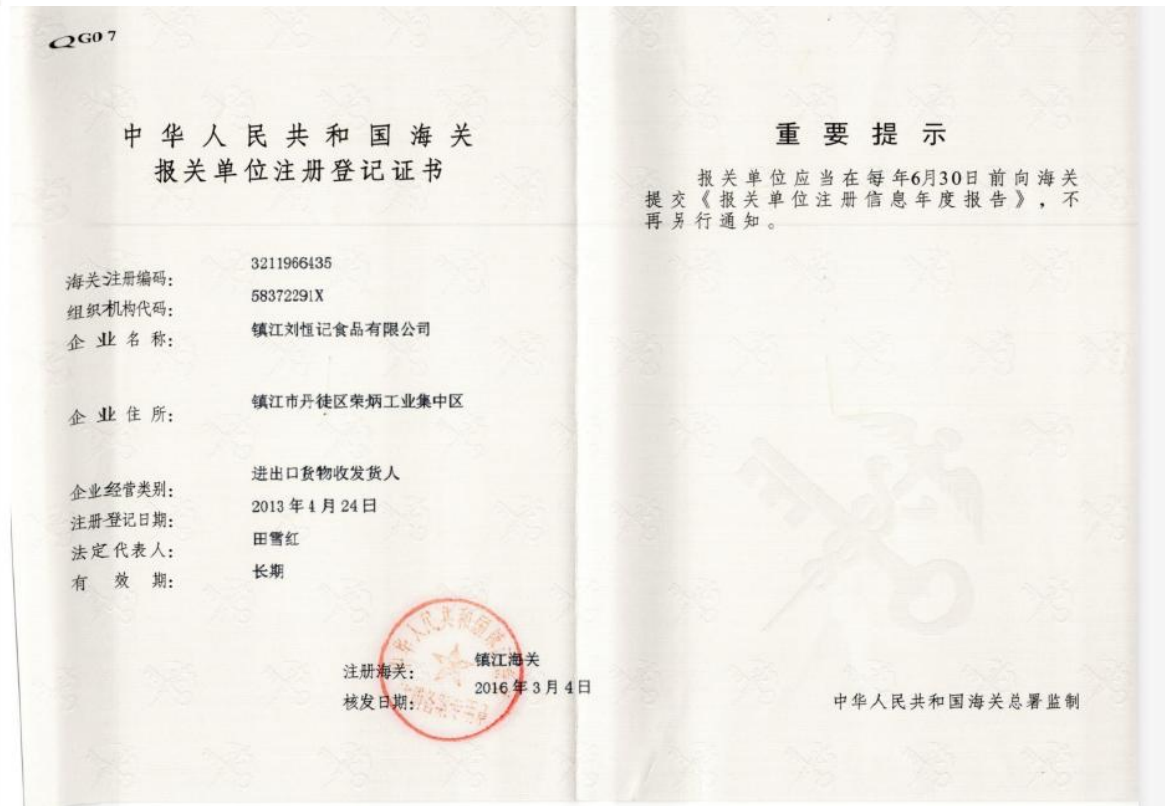 QG07
中华人民共和国海关
报关单位注册登记证书
海关注册编码: 3211966435
组织机构代码: 58372291X
企业名称: 镇江刘恒记食品有限公司
企业住所: 镇江市丹徒区荣炳工业集中区
企业经营类别: 进出口货物收发货人
注册登记日期: 2013年4月24日
法定代表人: 田雪红
有效期: 长期
中华人民共和国镇
注册海关: 镇江海关
核发日期: 2016年3月4日
重要提示
报关单位应当在每年6月30日前向海关
提交《报关单位注册信息年度报告》，不
再另行通知。
中华人民共和国海关总署监制